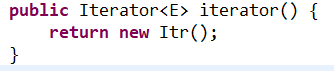 public Iterator<E> iterator() {
    return new Itr();
}